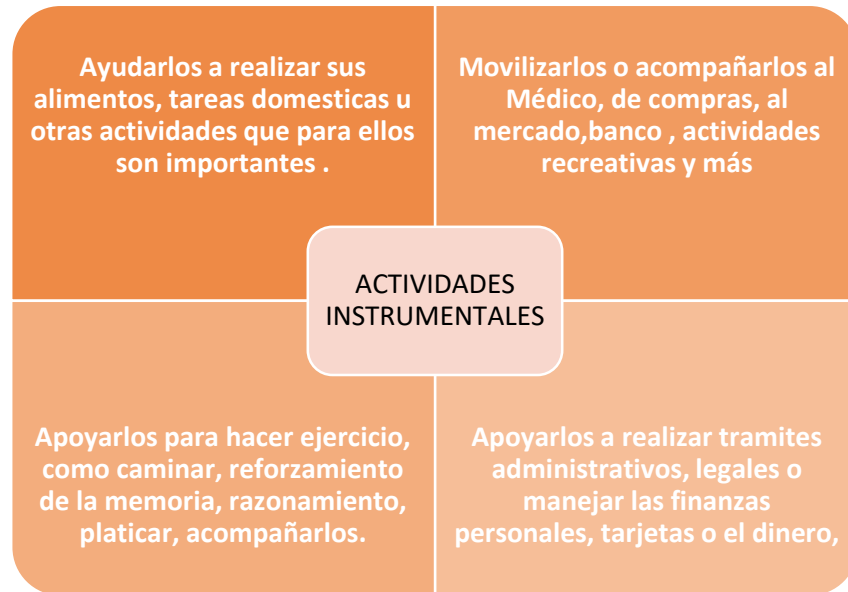 Ayudarlos a realizar sus
alimentos, tareas domesticas u
otras actividades que para ellos
son importantes .
Movilizarlos o acompañarlos al
Médico, de compras, al
mercado,banco , actividades
recreativas y más
ACTIVIDADES
INSTRUMENTALES
Apoyarlos para hacer ejercicio,
como caminar, reforzamiento
de la memoria, razonamiento,
platicar, acompañarlos.
Apoyarlos a realizar tramites
administrativos, legales o
manejar las finanzas
personales, tarjetas o el dinero,